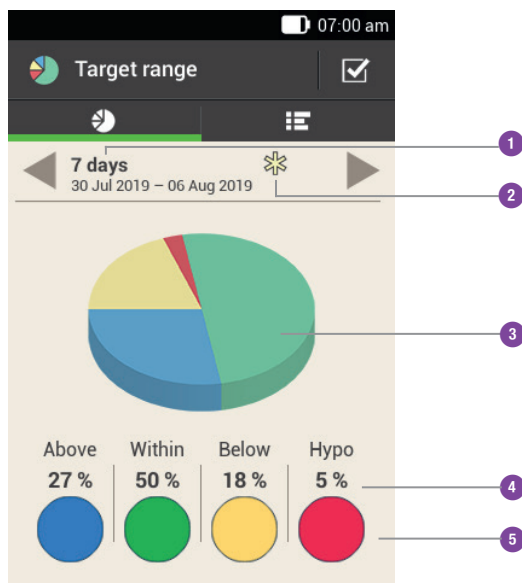 07:00 am
Target range
7 days
30 Jul 2019 – 06 Aug 2019
1
2
3
Above Within Below Hypo
27 % 50 % 18 % 5 %
4
5